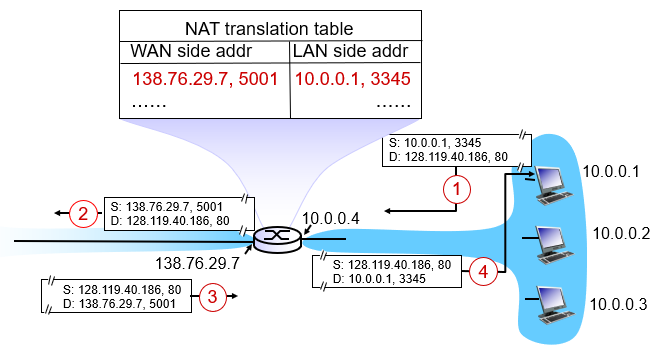 NAT translation table
WAN side addr LAN side addr
138.76.29.7, 5001 10.0.0.1, 3345
...... ......
S: 10.0.0.1, 3345
D: 128.119.40.186, 80
10.0.0.1
1
S: 138.76.29.7, 5001
D: 128.119.40.186, 80
2
10.0.0.4
10.0.0.2
138.76.29.7
S: 128.119.40.186, 80
D: 10.0.0.1, 3345
4
S: 128.119.40.186, 80
D: 138.76.29.7, 5001
3
10.0.0.3